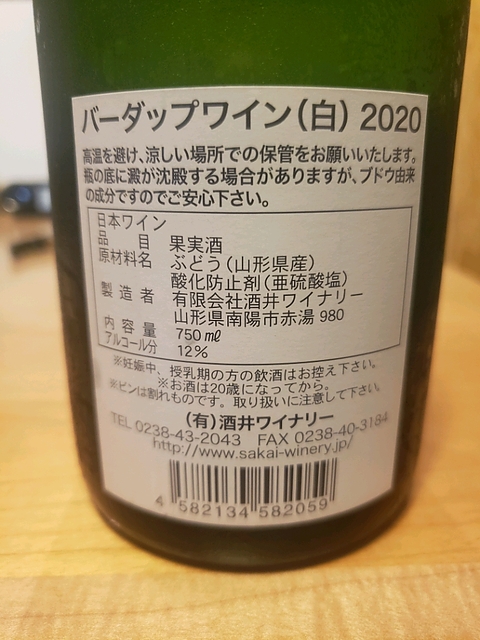 バーダップワイン(白) 2020
高温を避け、涼しい場所での保管をお願いいたします。
瓶の底に澱が沈殿する場合がありますが、ブドウ由来
の成分ですのでご安心下さい。
日本ワイン
品 目 果実酒
原材料名 ぶどう(山形県産)
酸化防止剤(亜硫酸塩)
製造者 有限会社酒井ワイナリー
山形県南陽市赤湯980
内容量 750㎖
アルコール分 12%
※妊娠中、授乳期の方の飲酒はお控え下さい。
※お酒は20歳になってから。
※ビンは割れものです。取り扱いに注意して下さい。
(有)酒井ワイナリー
TEL 0238-43-2043 FAX 0238-40-3184
http://www.sakai-winery.jp/
4 582134 582059